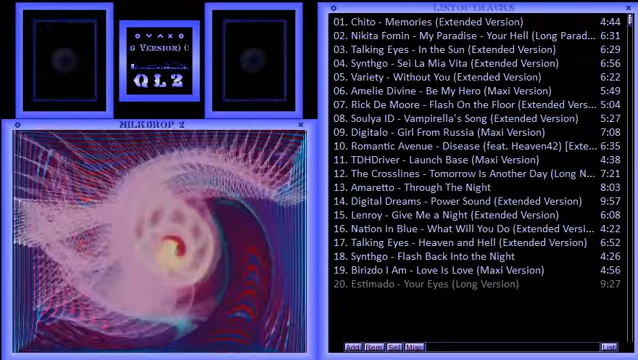 LIST OF TRACKS
G VERSION) (
QL2
MILKDROP 2
01. Chito - Memories (Extended Version) 4:44
02. Nikita Fomin - My Paradise - Your Hell (Long Parad... 6:31
03. Talking Eyes - In the Sun (Extended Version) 6:29
04. Synthgo - Sei La Mia Vita (Extended Version) 6:56
05. Variety - Without You (Extended Version) 6:22
06. Amelie Divine - Be My Hero (Maxi Version) 5:49
07. Rick De Moore - Flash On the Floor (Extended Vers... 5:04
08. Soulya ID - Vampirella's Song (Extended Version) 5:27
09. Digitalo - Girl From Russia (Maxi Version) 7:08
10. Romantic Avenue - Disease (feat. Heaven42) [Exte... 6:35
11. TDHDriver - Launch Base (Maxi Version) 4:38
12. The Crosslines - Tomorrow Is Another Day (Long N... 7:21
13. Amaretto - Through The Night 8:03
14. Digital Dreams - Power Sound (Extended Version) 9:57
15. Lenroy - Give Me a Night (Extended Version) 6:08
16. Nation In Blue - What Will You Do (Extended Versi... 4:22
17. Talking Eyes - Heaven and Hell (Extended Version) 6:52
18. Synthgo - Flash Back Into the Night 4:26
19. Birizdo I Am - Love Is Love (Maxi Version) 4:56
20. Estimado - Your Eyes (Long Version) 9:27
Add Rem Sel Misc List